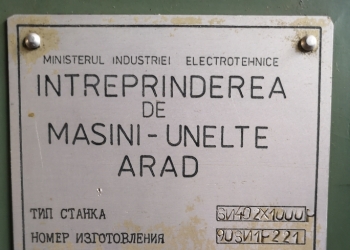 MINISTERUL INDUSTRIEI ELECTROTEHNICE
INTREPRINDEREA
DE
MASINI-UNELTE
ARAD
ТИП СТАНКА
НОМЕР ИЗГОТОВЛЕНИЯ